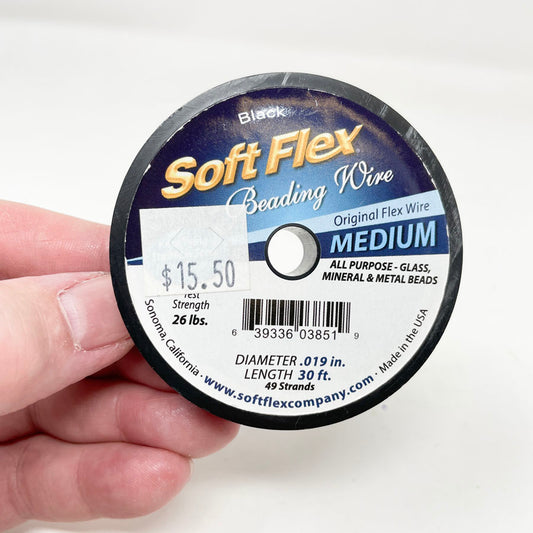 Black
Soft Flex
Beading Wire
Original Flex Wire
MEDIUM
ALL PURPOSE - GLASS,
MINERAL & METAL BEADS
$15.50
Test
Strength
26 lbs.
6 39336 03851 9
DIAMETER .019 in.
LENGTH 30 ft.
49 Strands
Sonoma, California · www.softflexcompany.com · Made in the USA